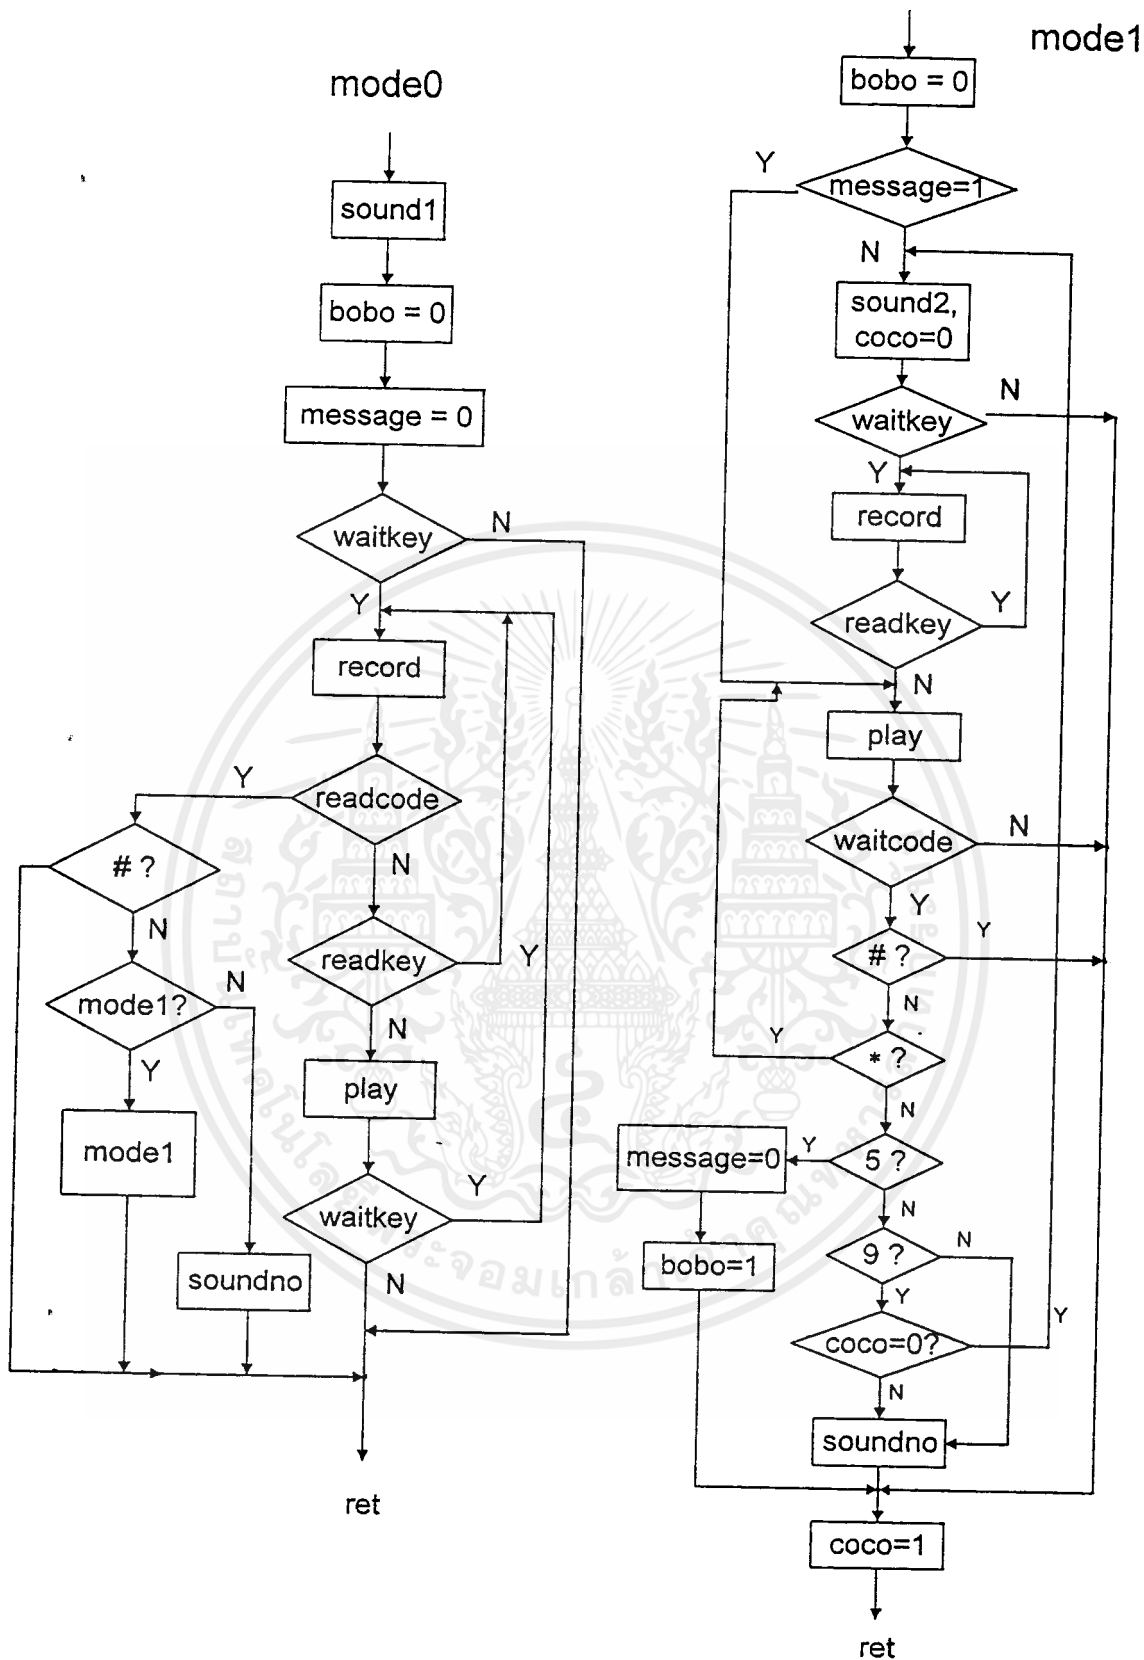 mode0
sound1
bobo = 0
message = 0
waitkey
N
Y
record
Y
readcode
# ?
N
N
readkey
Y
mode1?
N
N
Y
play
mode1
Y
waitkey
soundno
N
ret
mode1
bobo = 0
Y
message=1
N
sound2,
coco=0
N
waitkey
Y
record
readkey
Y
N
play
waitcode
N
Y
# ?
Y
N
Y
* ?
N
message=0
Y
5 ?
N
bobo=1
9 ?
N
Y
coco=0?
Y
N
soundno
coco=1
ret